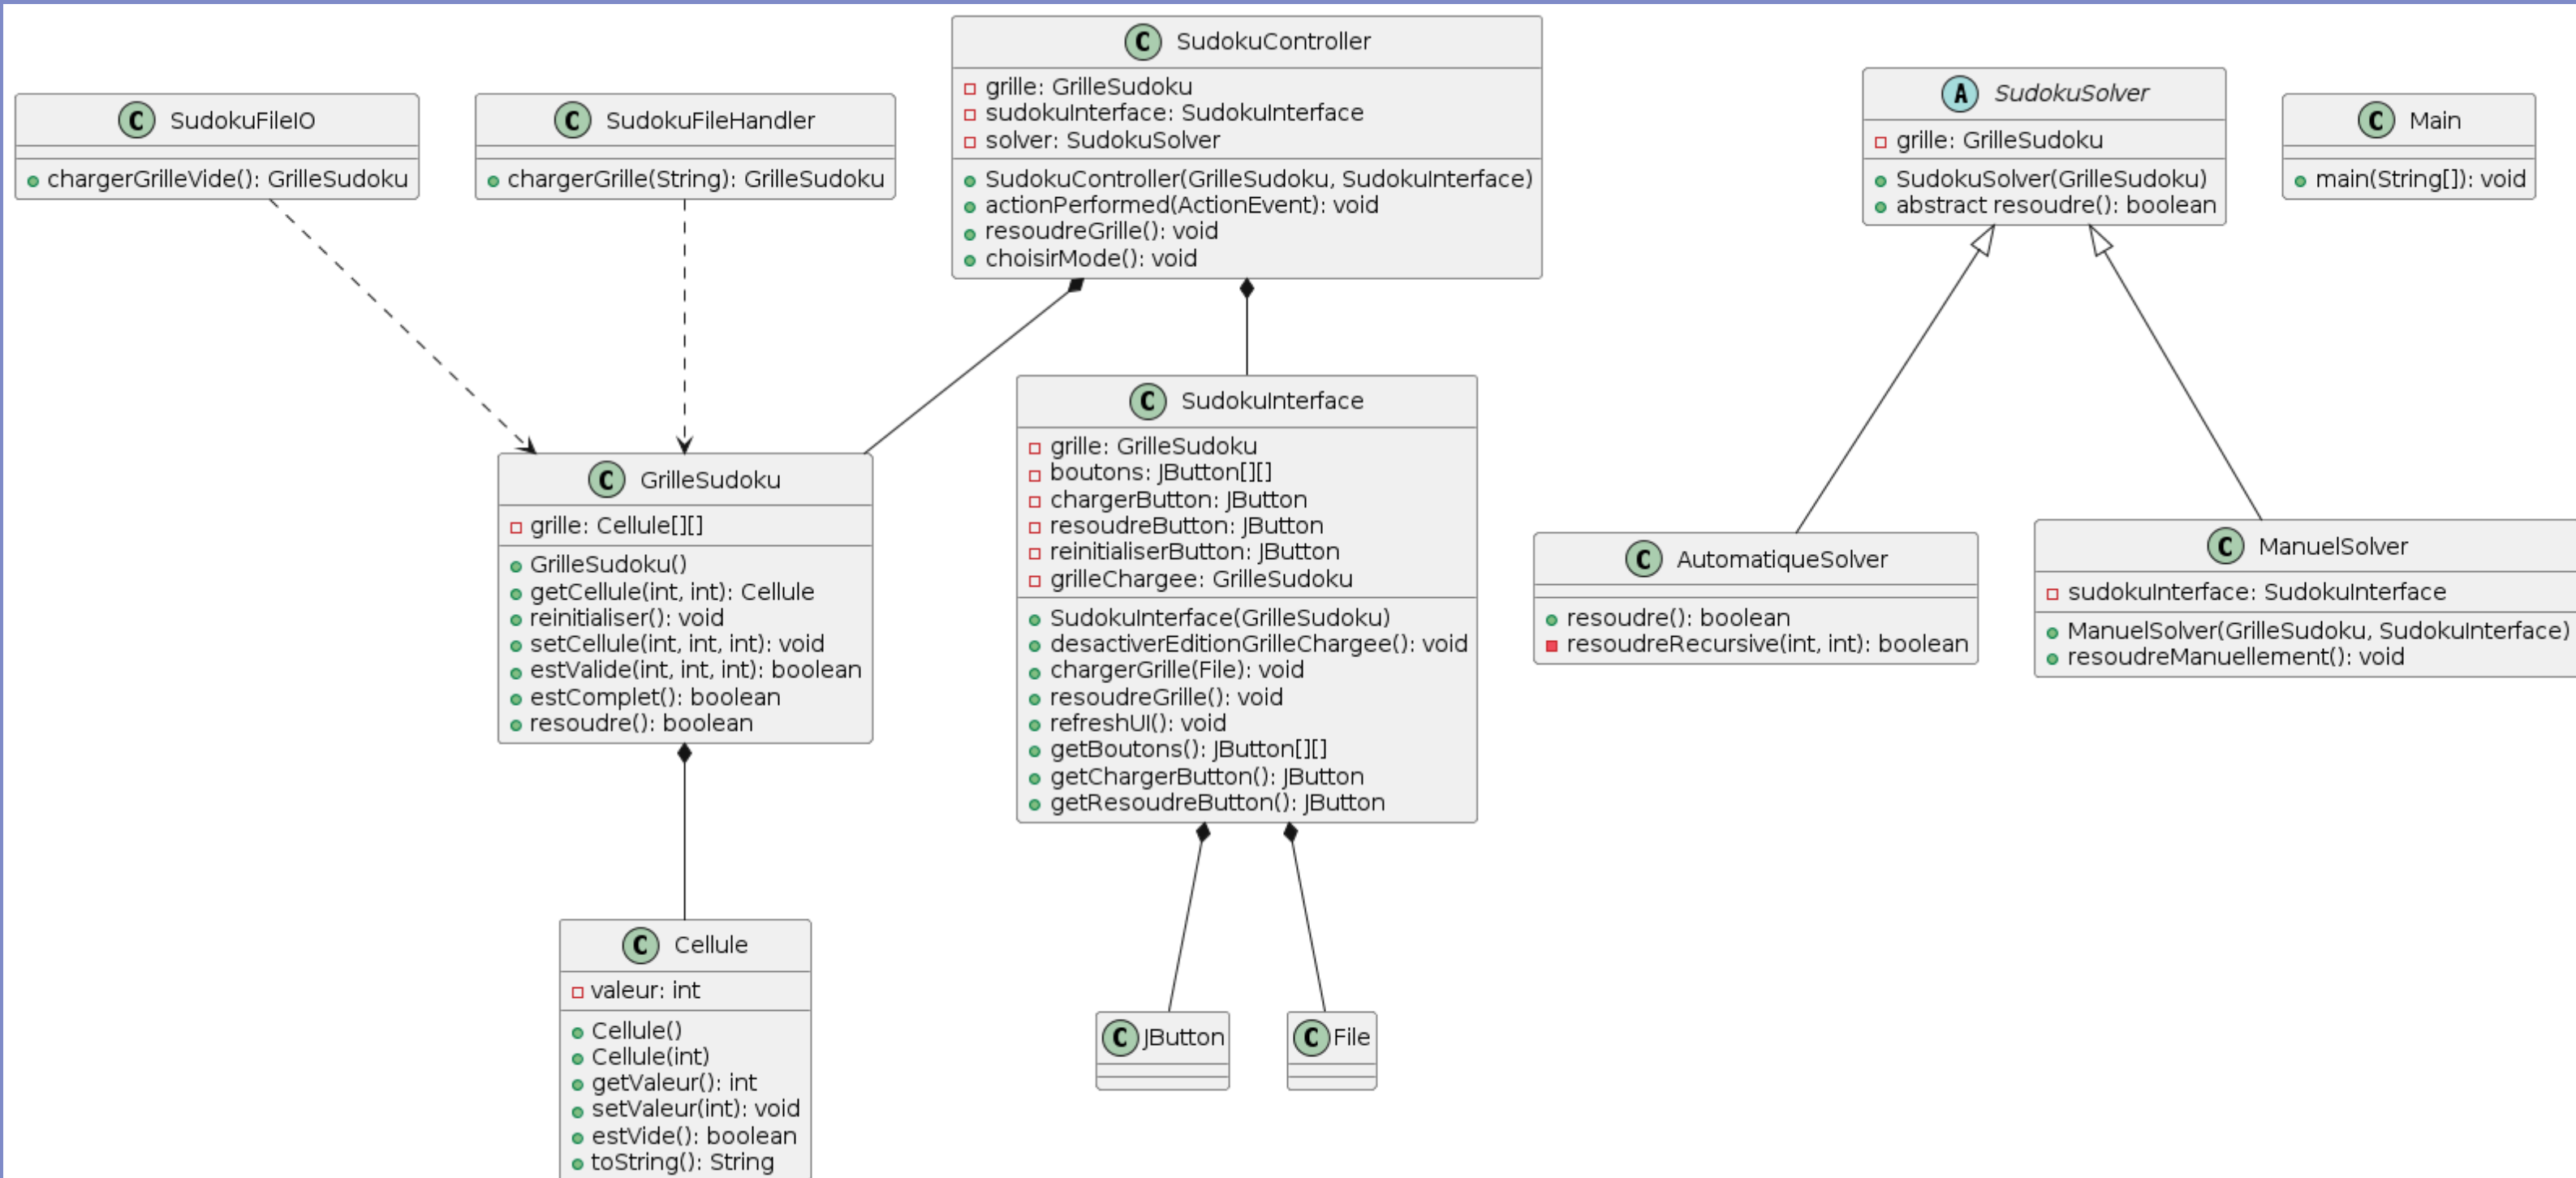 C SudokuController
grille: GrilleSudoku
sudokuInterface: SudokuInterface
solver: SudokuSolver
SudokuController(GrilleSudoku, SudokuInterface)
actionPerformed(ActionEvent): void
resoudreGrille(): void
choisirMode(): void
C SudokuFileIO
chargerGrilleVide(): GrilleSudoku
C SudokuFileHandler
chargerGrille(String): GrilleSudoku
A SudokuSolver
grille: GrilleSudoku
SudokuSolver(GrilleSudoku)
abstract resoudre(): boolean
C Main
main(String[]): void
C GrilleSudoku
grille: Cellule[][]
GrilleSudoku()
getCellule(int, int): Cellule
reinitialiser(): void
setCellule(int, int, int): void
estValide(int, int, int): boolean
estComplet(): boolean
resoudre(): boolean
C SudokuInterface
grille: GrilleSudoku
boutons: JButton[][]
chargerButton: JButton
resoudreButton: JButton
reinitialiserButton: JButton
grilleChargee: GrilleSudoku
SudokuInterface(GrilleSudoku)
desactiverEditionGrilleChargee(): void
chargerGrille(File): void
resoudreGrille(): void
refreshUI(): void
getBoutons(): JButton[][]
getChargerButton(): JButton
getResoudreButton(): JButton
C AutomatiqueSolver
resoudre(): boolean
resoudreRecursive(int, int): boolean
C ManuelSolver
sudokuInterface: SudokuInterface
ManuelSolver(GrilleSudoku, SudokuInterface)
resoudreManuellement(): void
C Cellule
valeur: int
Cellule()
Cellule(int)
getValeur(): int
setValeur(int): void
estVide(): boolean
toString(): String
C JButton
C File